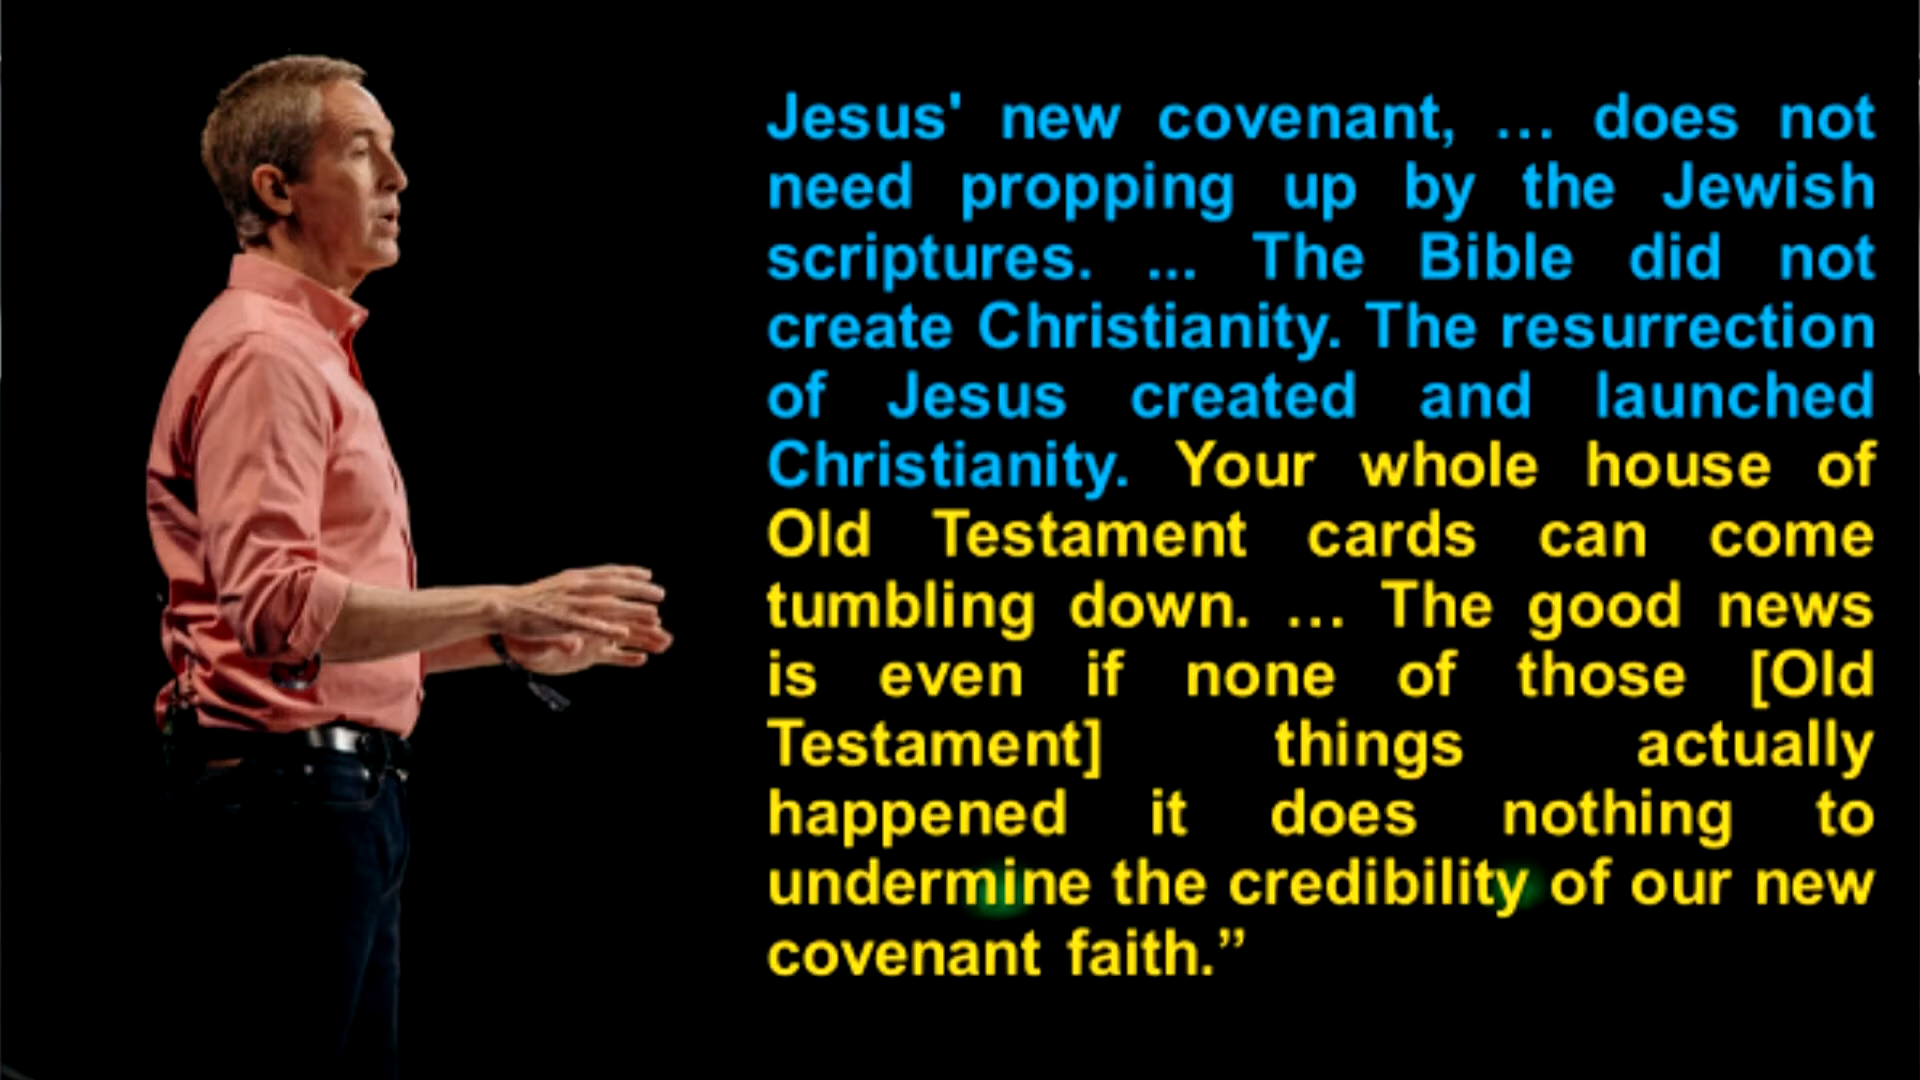 Jesus' new covenant, … does not
need propping up by the Jewish
scriptures. ... The Bible did not
create Christianity. The resurrection
of Jesus created and launched
Christianity. Your whole house of
Old Testament cards can come
tumbling down. … The good news
is even if none of those [Old
Testament] things actually
happened it does nothing to
undermine the credibility of our new
covenant faith.”